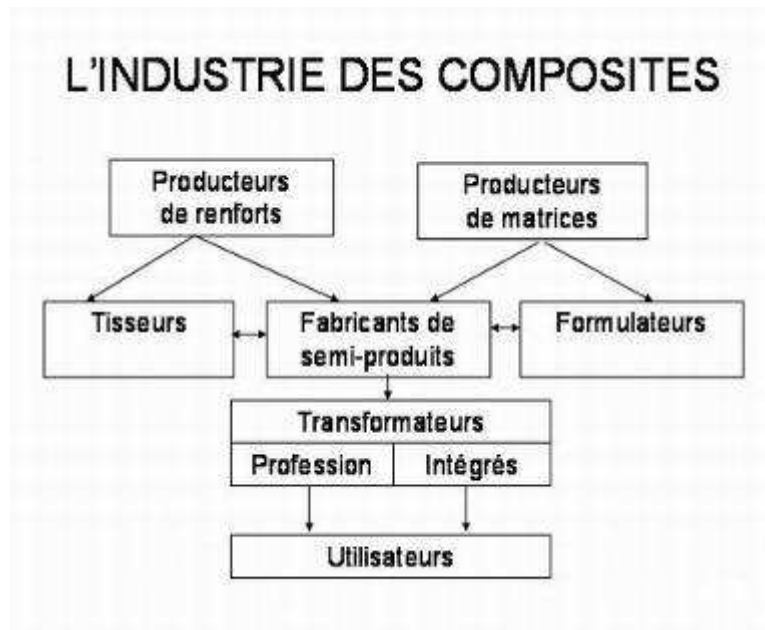 L'INDUSTRIE DES COMPOSITES
Producteurs
de renforts
Producteurs
de matrices
Tisseurs
Fabricants de
semi-produits
Formulateurs
Transformateurs
Profession
Intégrés
Utilisateurs